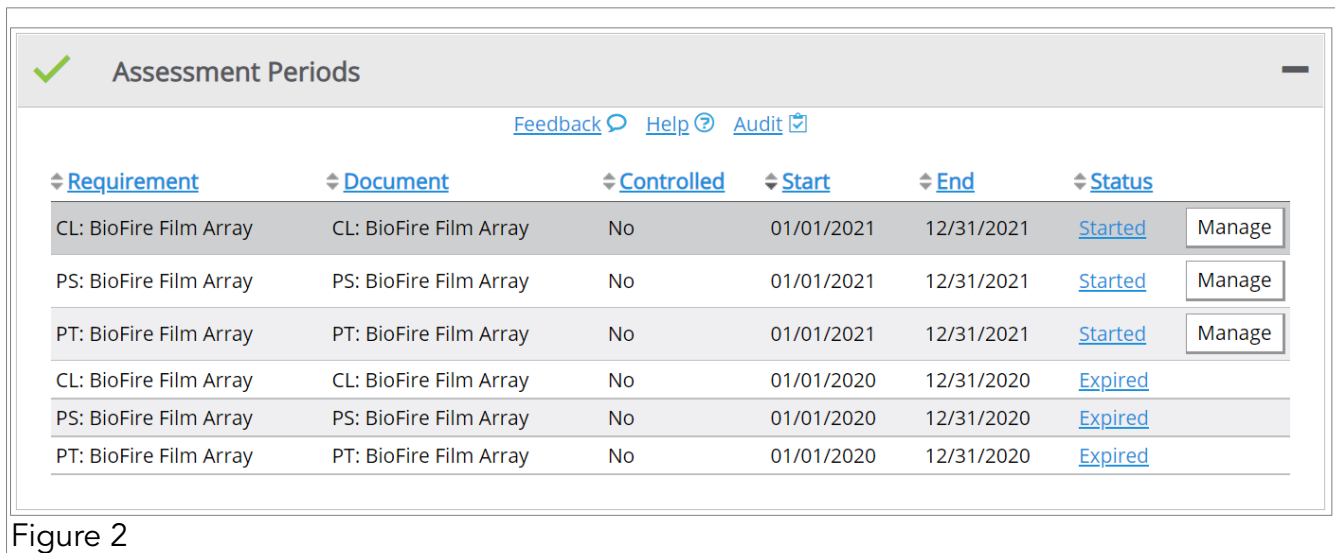 Assessment Periods
Feedback Help Audit
Requirement Document Controlled Start End Status
CL: BioFire Film Array CL: BioFire Film Array No 01/01/2021 12/31/2021 Started Manage
PS: BioFire Film Array PS: BioFire Film Array No 01/01/2021 12/31/2021 Started Manage
PT: BioFire Film Array PT: BioFire Film Array No 01/01/2021 12/31/2021 Started Manage
CL: BioFire Film Array CL: BioFire Film Array No 01/01/2020 12/31/2020 Expired
PS: BioFire Film Array PS: BioFire Film Array No 01/01/2020 12/31/2020 Expired
PT: BioFire Film Array PT: BioFire Film Array No 01/01/2020 12/31/2020 Expired
Figure 2